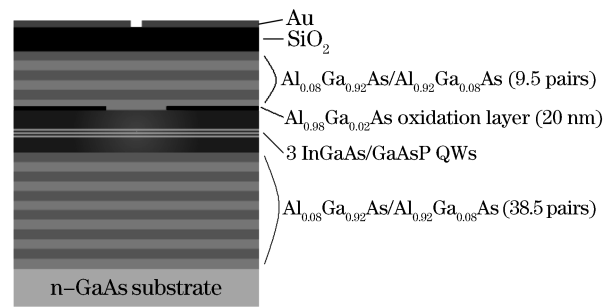 Au
SiO₂
Al₀.₀₈Ga₀.₉₂As/Al₀.₉₂Ga₀.₀₈As (9.5 pairs)
Al₀.₉₈Ga₀.₀₂As oxidation layer (20 nm)
3 InGaAs/GaAsP QWs
Al₀.₀₈Ga₀.₉₂As/Al₀.₉₂Ga₀.₀₈As (38.5 pairs)
n-GaAs substrate